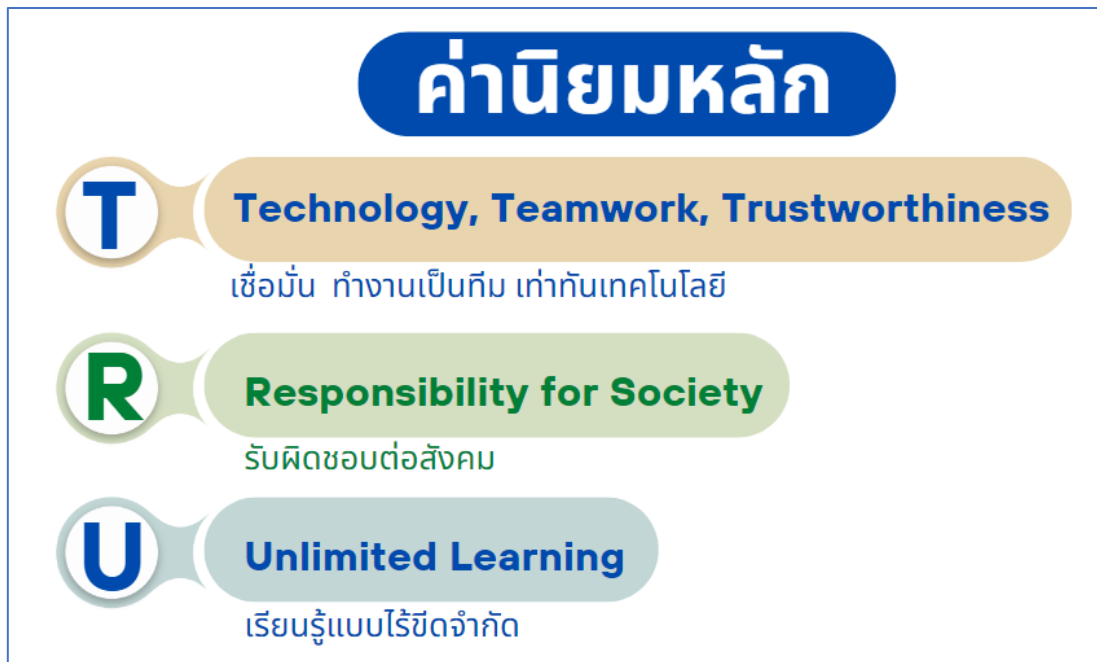 ค่านิยมหลัก
T
Technology, Teamwork, Trustworthiness
เชื่อมั่น ทำงานเป็นทีม เท่าทันเทคโนโลยี
R
Responsibility for Society
รับผิดชอบต่อสังคม
U
Unlimited Learning
เรียนรู้แบบไร้ขีดจำกัด